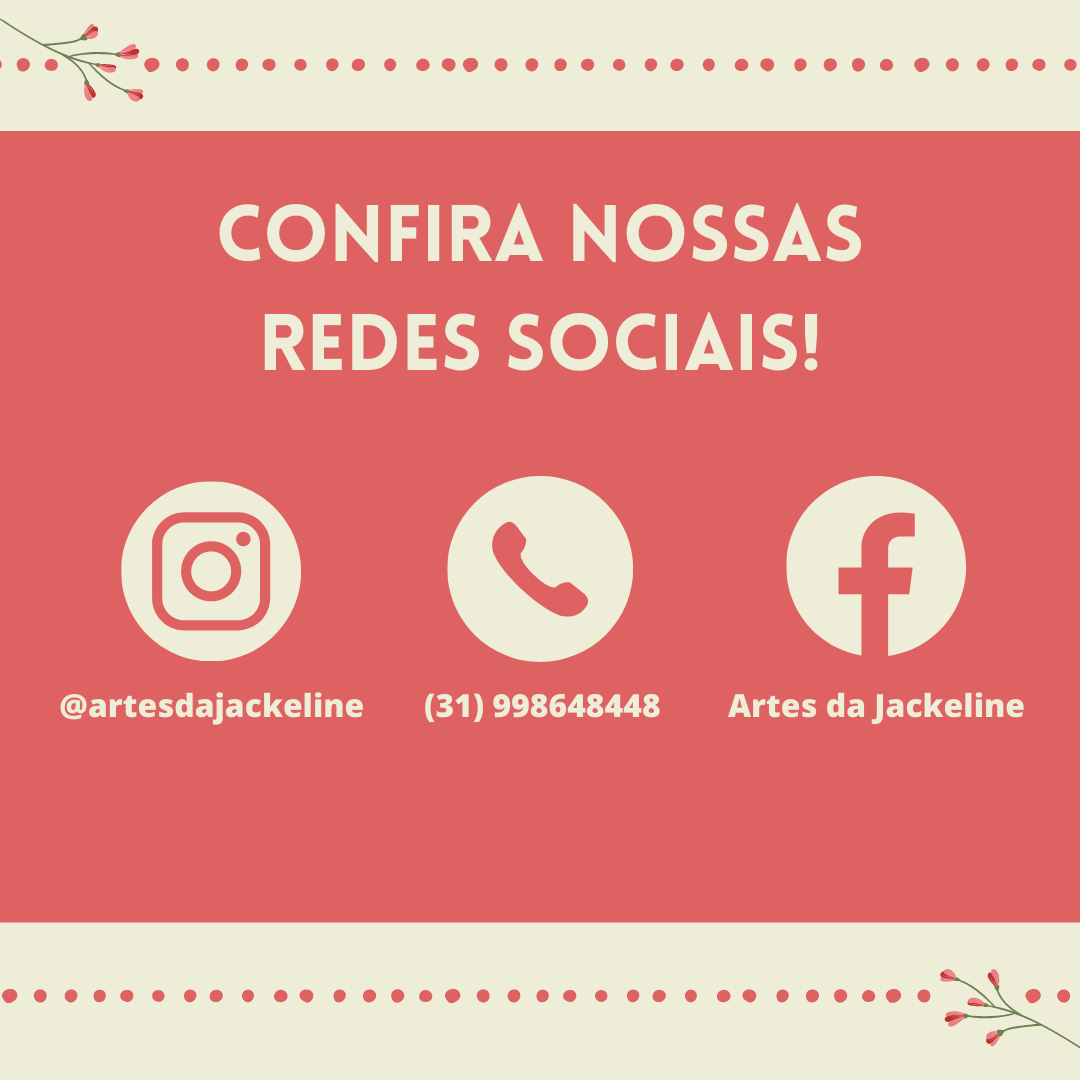 CONFIRA NOSSAS
REDES SOCIAIS!
@artesdajackeline
(31) 998648448
Artes da Jackeline